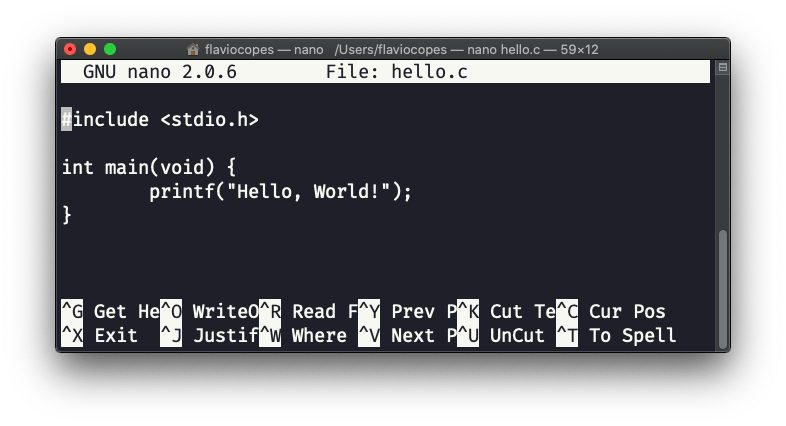 flaviocopes — nano /Users/flaviocopes — nano hello.c — 59×12
GNU nano 2.0.6 File: hello.c
#include <stdio.h>
int main(void) {
printf("Hello, World!");
}
^G Get He^O WriteO^R Read F^Y Prev P^K Cut Te^C Cur Pos
^X Exit ^J Justif^W Where ^V Next P^U UnCut ^T To Spell